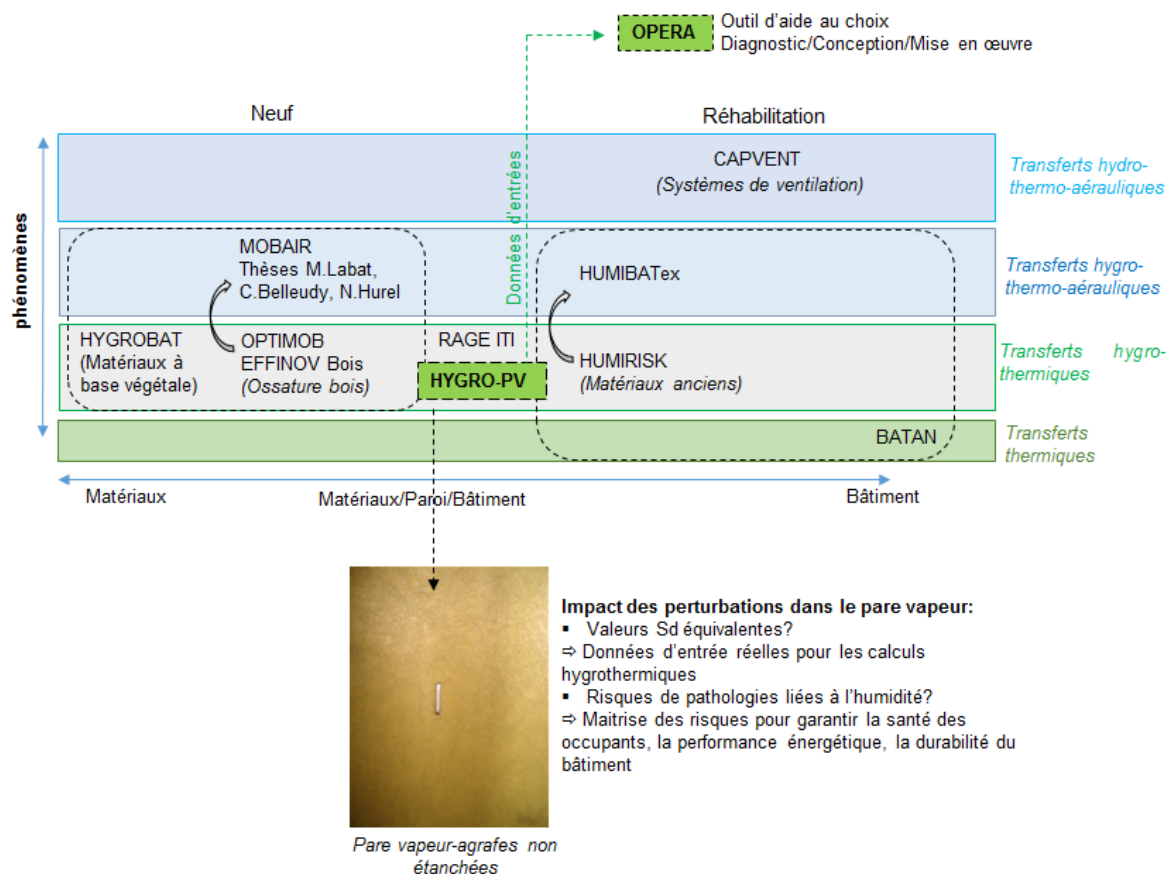 OPERA
Outil d'aide au choix
Diagnostic/Conception/Mise en œuvre
Neuf
Réhabilitation
phénomènes
Données d'entrées
CAPVENT
(Systèmes de ventilation)
Transferts hydro-
thermo-aérauliques
MOBAIR
Thèses M.Labat,
C.Belleudy, N.Hurel
HUMIBATex
Transferts hygro-
thermo-aérauliques
HYGROBAT
(Matériaux à
base végétale)
OPTIMOB
EFFINOV Bois
(Ossature bois)
RAGE ITI
HYGRO-PV
HUMIRISK
(Matériaux anciens)
Transferts hygro-
thermiques
BATAN
Transferts
thermiques
Matériaux
Matériaux/Paroi/Bâtiment
Bâtiment
Impact des perturbations dans le pare vapeur:
▪ Valeurs Sd équivalentes?
⇨ Données d'entrée réelles pour les calculs
hygrothermiques
▪ Risques de pathologies liées à l'humidité?
⇨ Maitrise des risques pour garantir la santé des
occupants, la performance énergétique, la durabilité du
bâtiment
Pare vapeur-agrafes non
étanchées